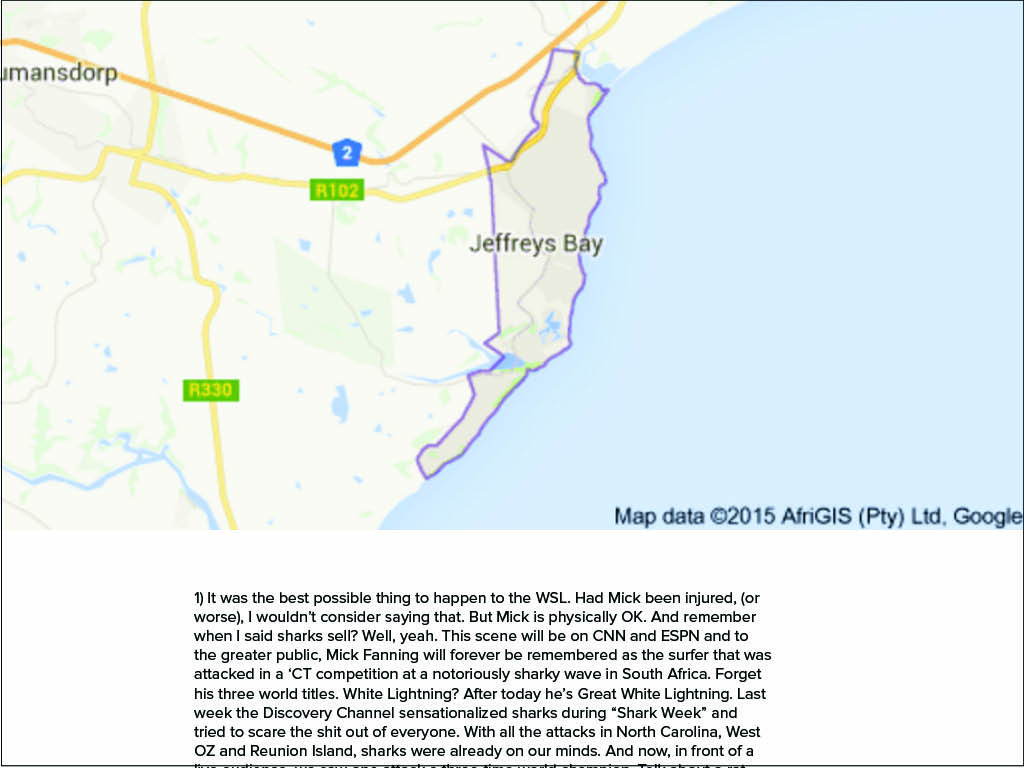 umansdorp
2
R102
Jeffreys Bay
R330
Map data ©2015 AfriGIS (Pty) Ltd, Google
1) It was the best possible thing to happen to the WSL. Had Mick been injured, (or
worse), I wouldn’t consider saying that. But Mick is physically OK. And remember
when I said sharks sell? Well, yeah. This scene will be on CNN and ESPN and to
the greater public, Mick Fanning will forever be remembered as the surfer that was
attacked in a ‘CT competition at a notoriously sharky wave in South Africa. Forget
his three world titles. White Lightning? After today he’s Great White Lightning. Last
week the Discovery Channel sensationalized sharks during “Shark Week” and
tried to scare the shit out of everyone. With all the attacks in North Carolina, West
OZ and Reunion Island, sharks were already on our minds. And now, in front of a